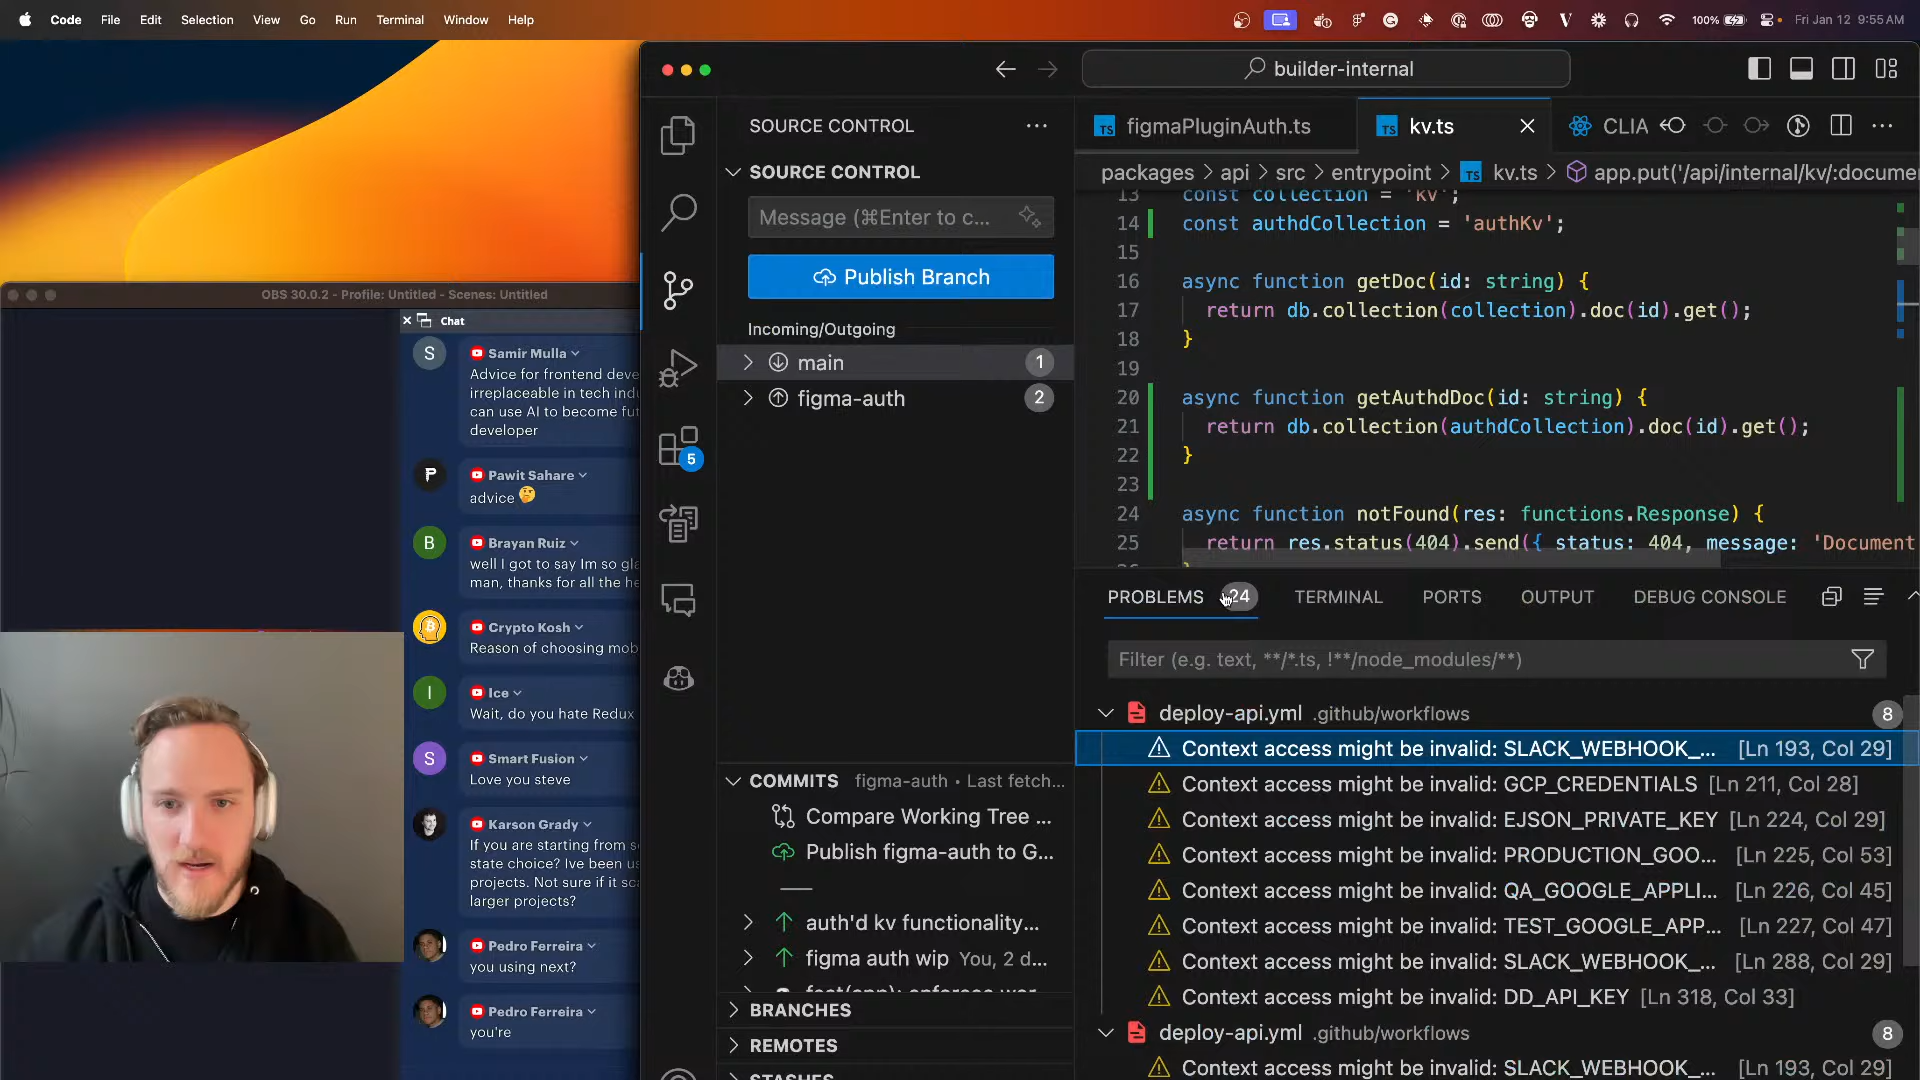 Code File Edit Selection View Go Run Terminal Window Help
100% Fri Jan 12 9:55 AM
builder-internal
OBS 30.0.2 - Profile: Untitled - Scenes: Untitled
Chat
S
Samir Mulla
Advice for frontend deve
irreplaceable in tech indu
can use AI to become fut
developer
Pawit Sahare
advice 🤔
B
Brayan Ruiz
well I got to say Im so gla
man, thanks for all the he
Crypto Kosh
Reason of choosing mob
I
Ice
Wait, do you hate Redux
S
Smart Fusion
Love you steve
Karson Grady
If you are starting from s
state choice? Ive been us
projects. Not sure if it sca
larger projects?
Pedro Ferreira
you using next?
Pedro Ferreira
you're
5
SOURCE CONTROL
SOURCE CONTROL
Message (⌘Enter to c...
Publish Branch
Incoming/Outgoing
main 1
figma-auth 2
COMMITS figma-auth • Last fetch...
Compare Working Tree ...
Publish figma-auth to G...
auth'd kv functionality...
figma auth wip You, 2 d...
BRANCHES
REMOTES
STASHES
TS figmaPluginAuth.ts
TS kv.ts
CLIA
packages > api > src > entrypoint > TS kv.ts > app.put('/api/internal/kv/:docume
13 const collection = 'kv';
14 const authdCollection = 'authKv';
15
16 async function getDoc(id: string) {
17 return db.collection(collection).doc(id).get();
18 }
19
20 async function getAuthdDoc(id: string) {
21 return db.collection(authdCollection).doc(id).get();
22 }
23
24 async function notFound(res: functions.Response) {
25 return res.status(404).send({ status: 404, message: 'Document
PROBLEMS 24 TERMINAL PORTS OUTPUT DEBUG CONSOLE
Filter (e.g. text, **/*.ts, !**/node_modules/**)
deploy-api.yml .github/workflows 8
Context access might be invalid: SLACK_WEBHOOK_... [Ln 193, Col 29]
Context access might be invalid: GCP_CREDENTIALS [Ln 211, Col 28]
Context access might be invalid: EJSON_PRIVATE_KEY [Ln 224, Col 29]
Context access might be invalid: PRODUCTION_GOO... [Ln 225, Col 53]
Context access might be invalid: QA_GOOGLE_APPLI... [Ln 226, Col 45]
Context access might be invalid: TEST_GOOGLE_APP... [Ln 227, Col 47]
Context access might be invalid: SLACK_WEBHOOK_... [Ln 288, Col 29]
Context access might be invalid: DD_API_KEY [Ln 318, Col 33]
deploy-api.yml .github/workflows 8
Context access might be invalid: SLACK_WEBHOOK_... [Ln 193, Col 29]